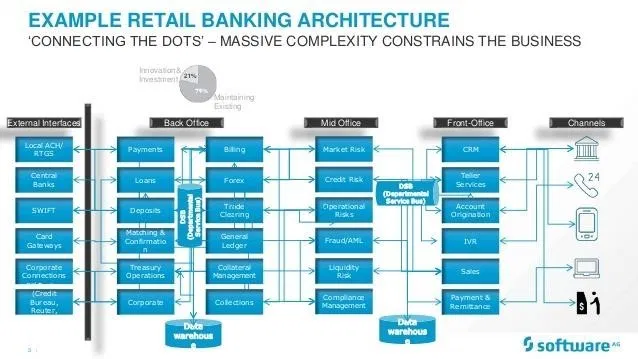 EXAMPLE RETAIL BANKING ARCHITECTURE
‘CONNECTING THE DOTS’ – MASSIVE COMPLEXITY CONSTRAINS THE BUSINESS
Innovation &
Investment
21%
79%
Maintaining
Existing
External Interfaces
Back Office
Mid Office
Front-Office
Channels
Local ACH/
RTGS
Payments
Billing
Market Risk
CRM
Central
Banks
Loans
Forex
Credit Risk
Teller
Services
24
DSB
(Departmental
Service Bus)
DSB
(Departmental
Service Bus)
SWIFT
Deposits
Trade
Clearing
Operational
Risks
Account
Origination
Card
Gateways
Matching &
Confirmatio
n
General
Ledger
Fraud/AML
IVR
Corporate
Connections
Treasury
Operations
Collateral
Management
Liquidity
Risk
Sales
(Credit
Bureau,
Reuter,
Corporate
Collections
Compliance
Management
Payment &
Remittance
$
Data
warehous
e
Data
warehous
e
software AG